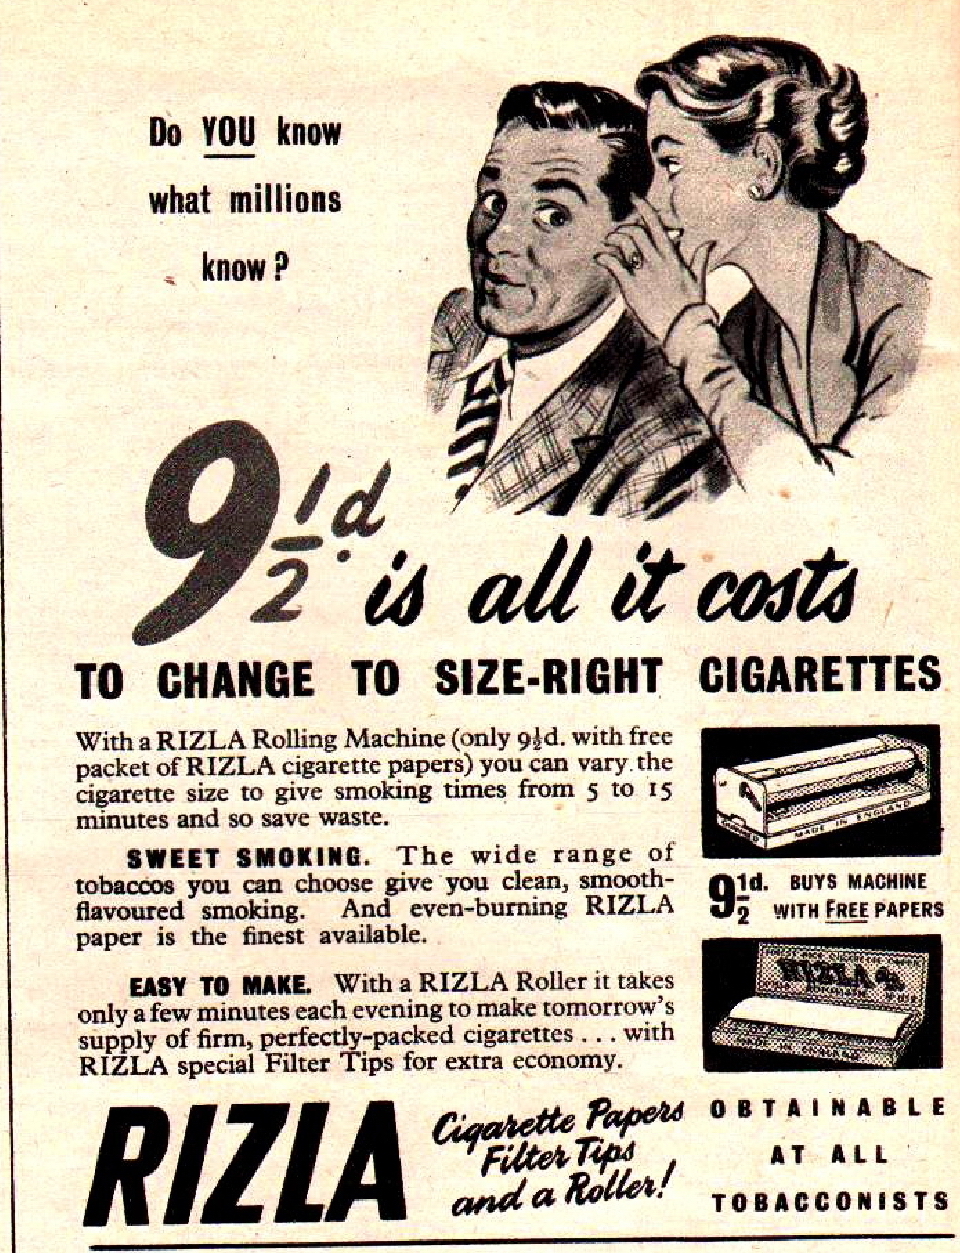 Do YOU know
what millions
know?
9½d. is all it costs
TO CHANGE TO SIZE-RIGHT CIGARETTES
With a RIZLA Rolling Machine (only 9½d. with free
packet of RIZLA cigarette papers) you can vary the
cigarette size to give smoking times from 5 to 15
minutes and so save waste.
SWEET SMOKING. The wide range of
tobaccos you can choose give you clean, smooth-
flavoured smoking. And even-burning RIZLA
paper is the finest available.
EASY TO MAKE. With a RIZLA Roller it takes
only a few minutes each evening to make tomorrow's
supply of firm, perfectly-packed cigarettes . . . with
RIZLA special Filter Tips for extra economy.
MADE IN ENGLAND
9½d. BUYS MACHINE
WITH FREE PAPERS
RIZLA
MADE IN ENGLAND
RIZLA
Cigarette Papers
Filter Tips
and a Roller!
OBTAINABLE
AT ALL
TOBACCONISTS